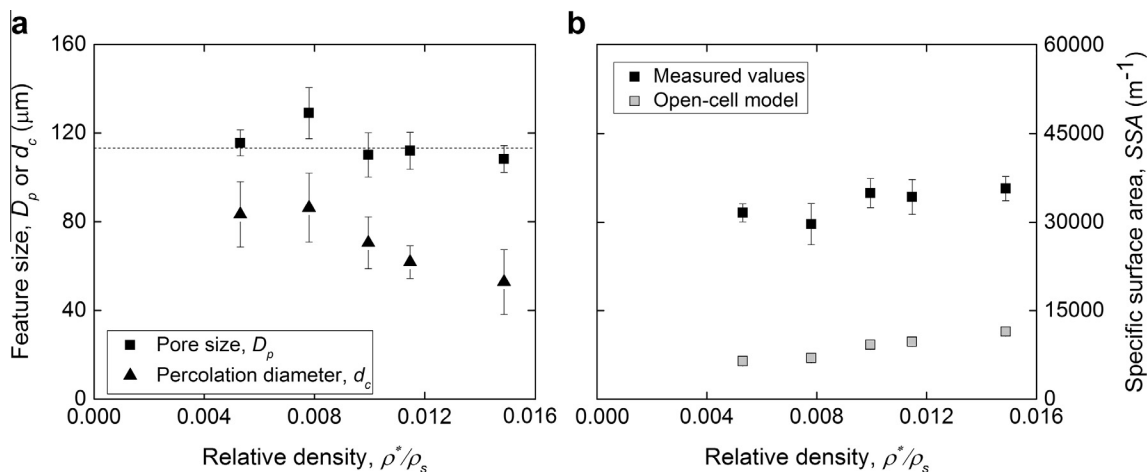 a
160
120
80
40
0
Feature size, D_p or d_c (μm)
Pore size, D_p
Percolation diameter, d_c
0.000 0.004 0.008 0.012 0.016
Relative density, ρ*/ρ_s
b
Measured values
Open-cell model
60000
45000
30000
15000
0
Specific surface area, SSA (m⁻¹)
0.000 0.004 0.008 0.012 0.016
Relative density, ρ*/ρ_s